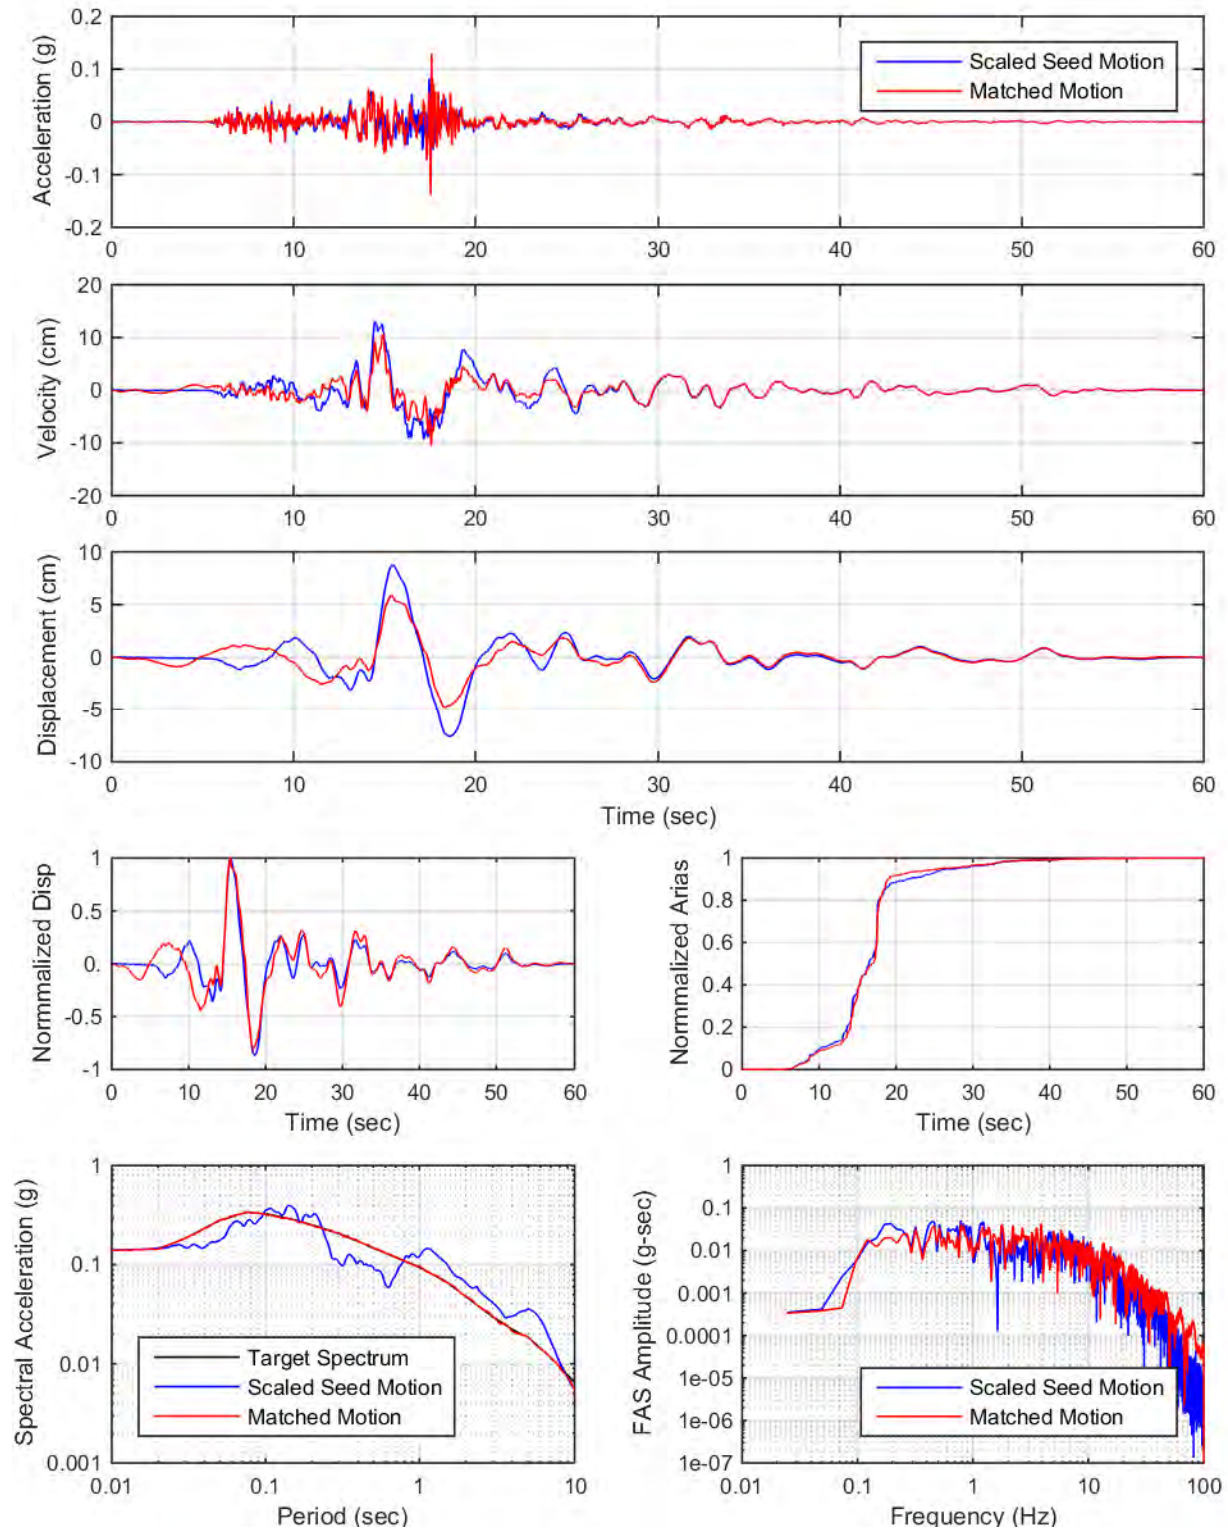 Acceleration (g)
0.2
0.1
0
-0.1
-0.2
Scaled Seed Motion
Matched Motion
0 10 20 30 40 50 60
Velocity (cm)
20
10
0
-10
-20
0 10 20 30 40 50 60
Displacement (cm)
10
5
0
-5
-10
0 10 20 30 40 50 60
Time (sec)
Normmalized Disp
1
0.5
0.
-0.5
-1
0 10 20 30 40 50 60
Time (sec)
Normmalized Arias
1
0.8
0.6
0.4
0.2
0
0 10 20 30 40 50 60
Time (sec)
Spectral Acceleration (g)
1
0.1
0.01
0.001
Target Spectrum
Scaled Seed Motion
Matched Motion
0.01 0.1 1 10
Period (sec)
FAS Amplitude (g-sec)
1
0.1
0.01
0.001
0.0001
1e-05
1e-06
1e-07
Scaled Seed Motion
Matched Motion
0.01 0.1 1 10 100
Frequency (Hz)